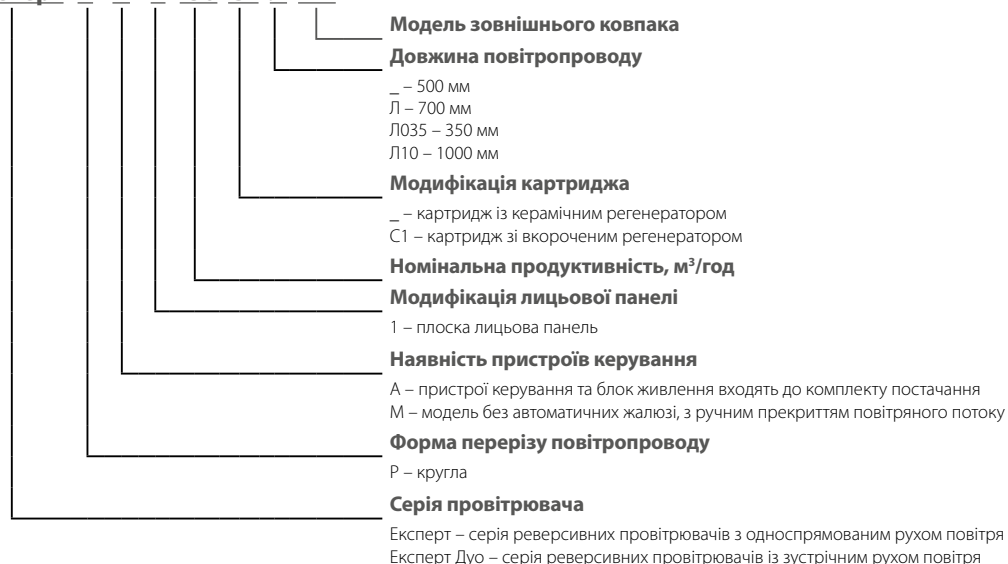 Модель зовнішнього ковпака
Довжина повітропроводу
_ – 500 мм
Л – 700 мм
Л035 – 350 мм
Л10 – 1000 мм
Модифікація картриджа
_ – картридж із керамічним регенератором
С1 – картридж зі вкороченим регенератором
Номінальна продуктивність, м³/год
Модифікація лицьової панелі
1 – плоска лицьова панель
Наявність пристроїв керування
А – пристрої керування та блок живлення входять до комплекту постачання
М – модель без автоматичних жалюзі, з ручним прекриттям повітряного потоку
Форма перерізу повітропроводу
Р – кругла
Серія провітрювача
Експерт – серія реверсивних провітрювачів з односпрямованим рухом повітря
Експерт Дуо – серія реверсивних провітрювачів із зустрічним рухом повітря